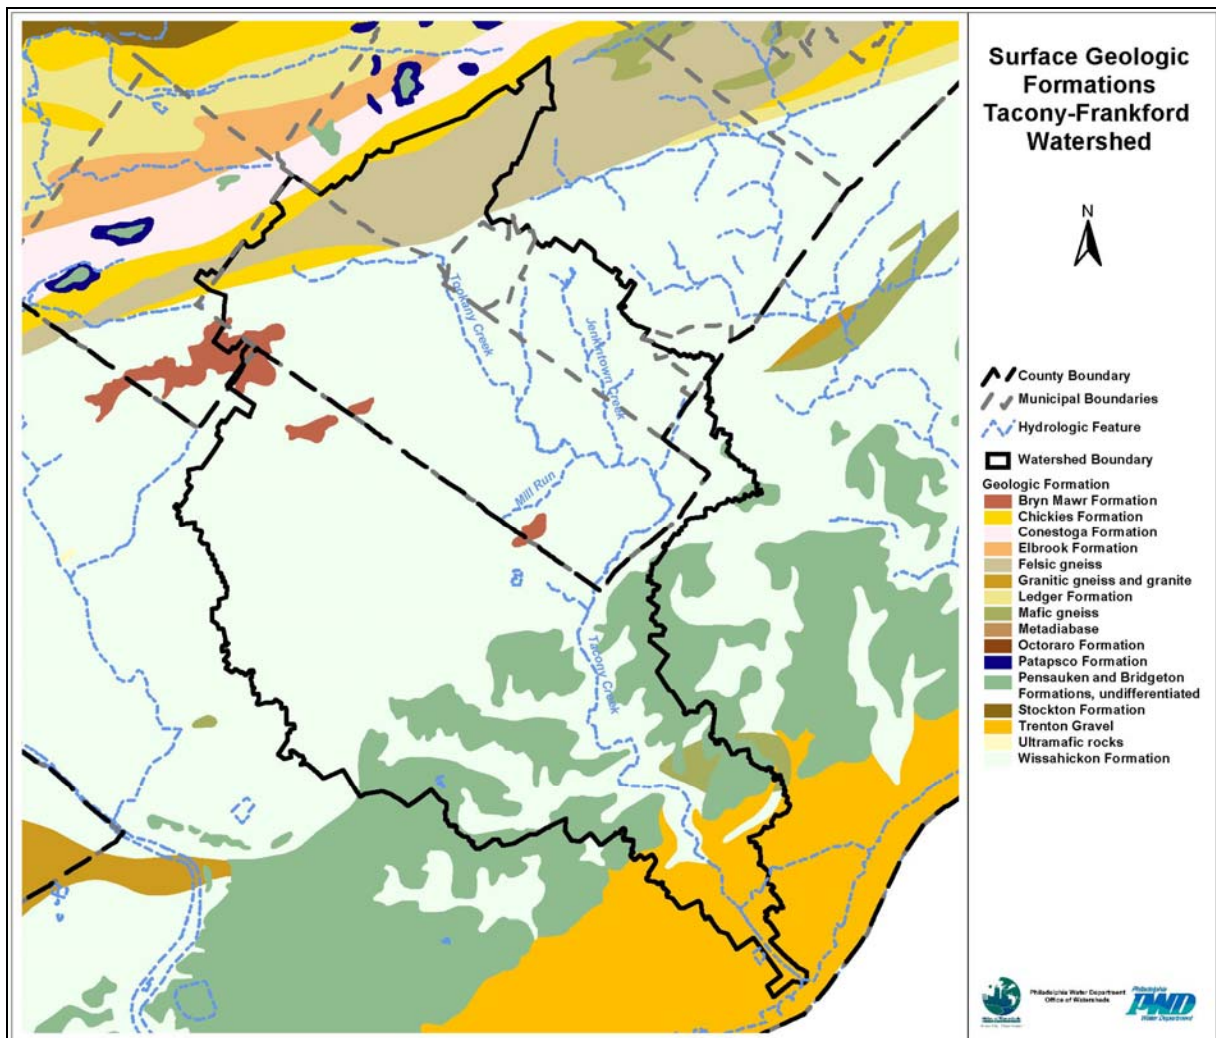 Surface Geologic
Formations
Tacony-Frankford
Watershed
N
County Boundary
Municipal Boundaries
Hydrologic Feature
Watershed Boundary
Geologic Formation
Bryn Mawr Formation
Chickies Formation
Conestoga Formation
Elbrook Formation
Felsic gneiss
Granitic gneiss and granite
Ledger Formation
Mafic gneiss
Metadiabase
Octoraro Formation
Patapsco Formation
Pensauken and Bridgeton
Formations, undifferentiated
Stockton Formation
Trenton Gravel
Ultramafic rocks
Wissahickon Formation
Tookany Creek
Jenkintown Creek
Mill Run
Tacony Creek
Philadelphia Water Department
Office of Watersheds
Philadelphia
PWD
Water Department